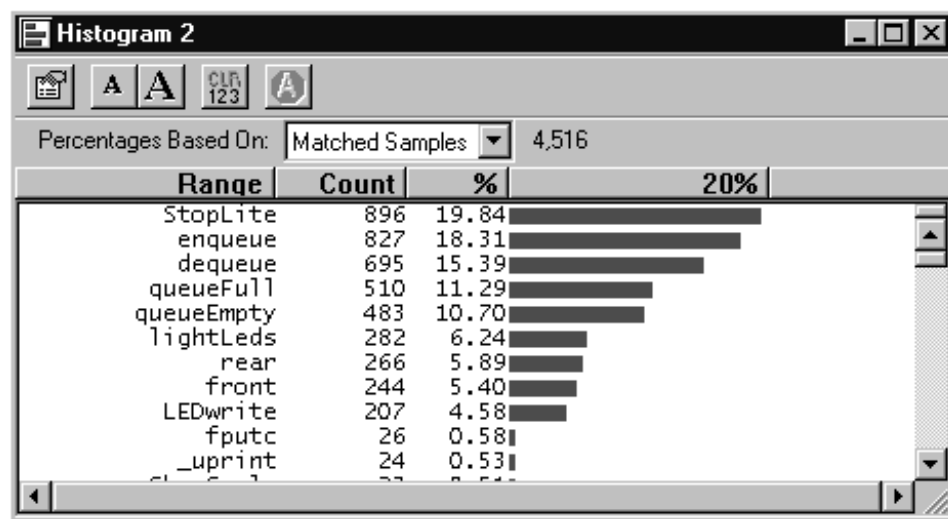 Histogram 2
A A CLR 123 A
Percentages Based On: Matched Samples 4,516
Range Count % 20%
StopLite 896 19.84
enqueue 827 18.31
dequeue 695 15.39
queueFull 510 11.29
queueEmpty 483 10.70
lightLeds 282 6.24
rear 266 5.89
front 244 5.40
LEDwrite 207 4.58
fputc 26 0.58
_uprint 24 0.53